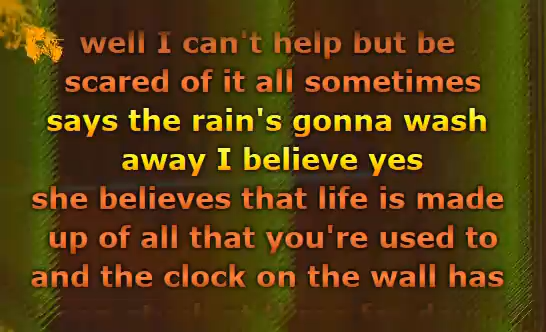 well I can't help but be
scared of it all sometimes
says the rain's gonna wash
away I believe yes
she believes that life is made
up of all that you're used to
and the clock on the wall has